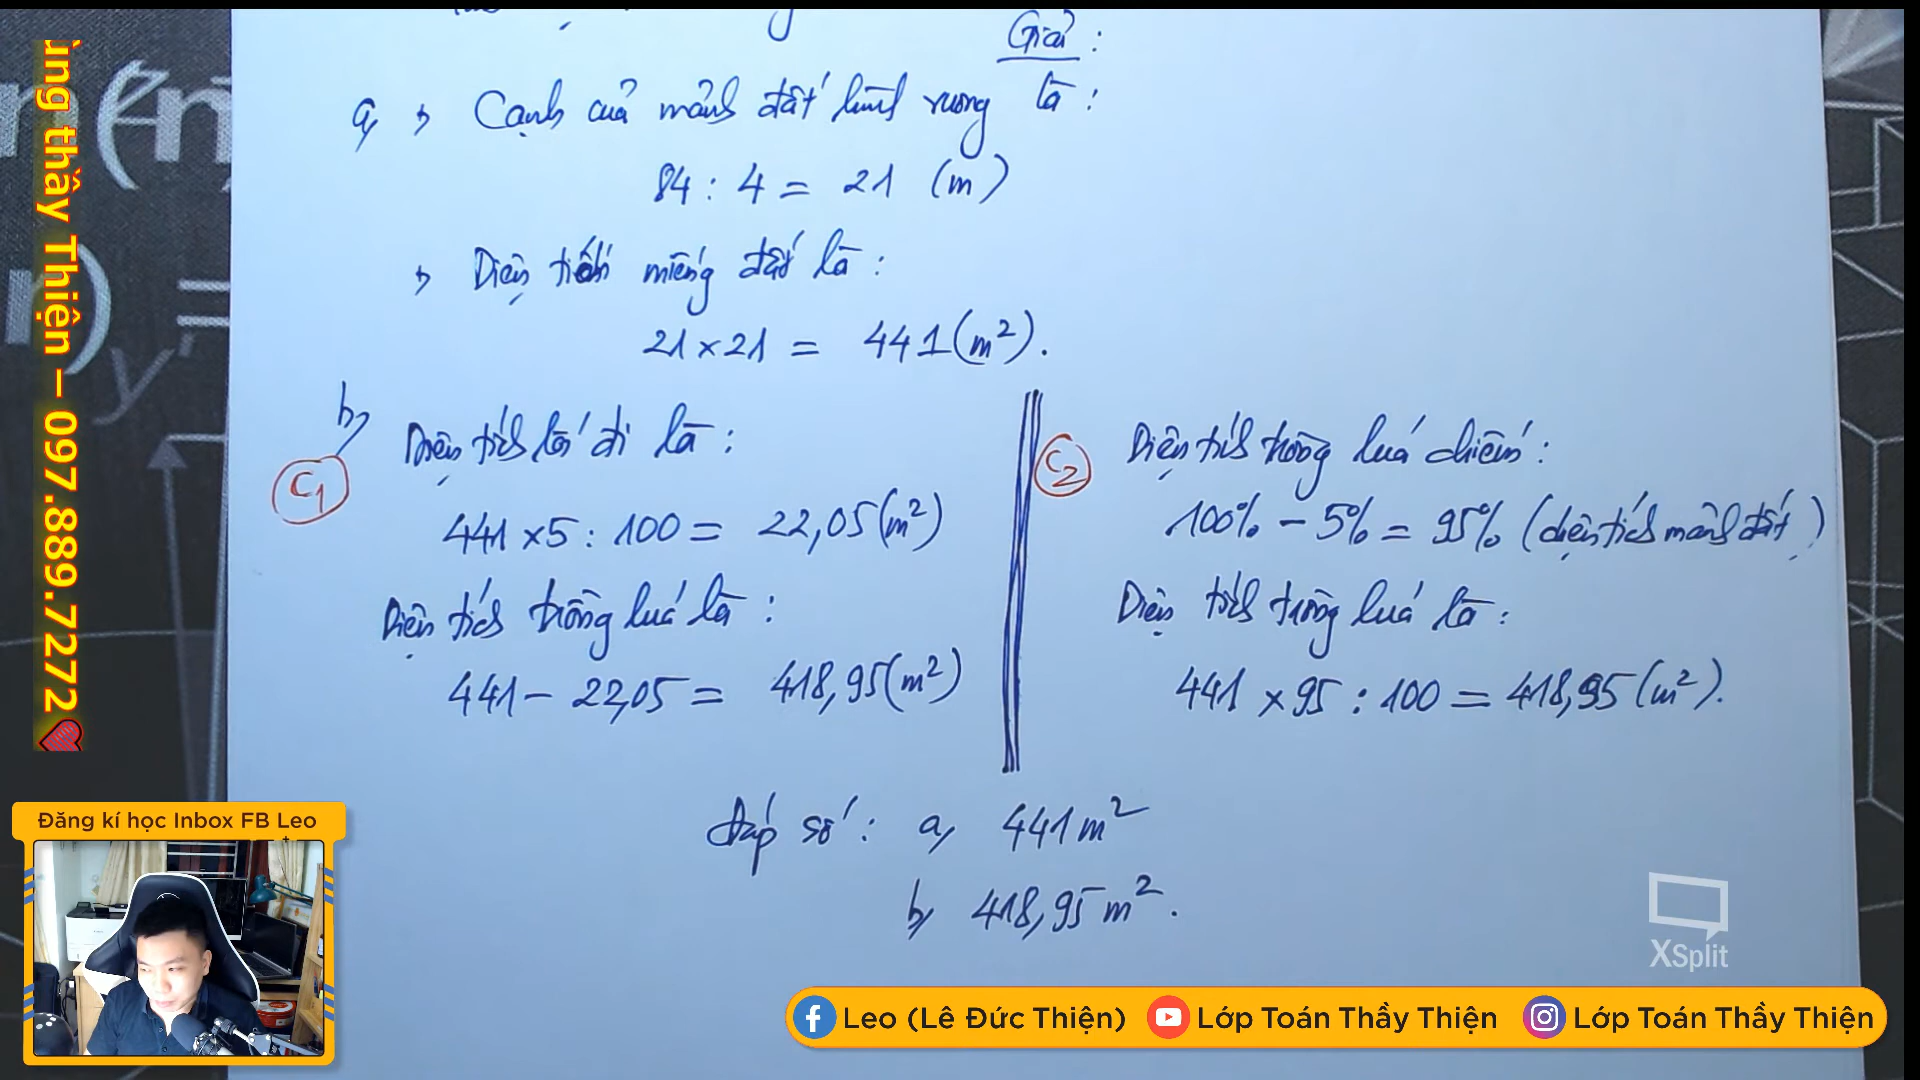 Giải :
a, + Cạnh của mảnh đất hình vuông là :
84 : 4 = 21 (m)
+ Diện tích miếng đất là :
21 × 21 = 441 (m²).
b, Diện tích lối đi là :
C1
441 × 5 : 100 = 22,05 (m²)
Diện tích trồng lúa là :
441 - 22,05 = 418,95 (m²)
C2
Diện tích trồng lúa chiếm :
100% - 5% = 95% (diện tích mảnh đất)
Diện tích trồng lúa là :
441 × 95 : 100 = 418,95 (m²).
Đáp số : a, 441 m²
b, 418,95 m².
ùng thầy Thiện – 097.889.7272
Đăng kí học Inbox FB Leo
XSplit
Leo (Lê Đức Thiện) Lớp Toán Thầy Thiện Lớp Toán Thầy Thiện